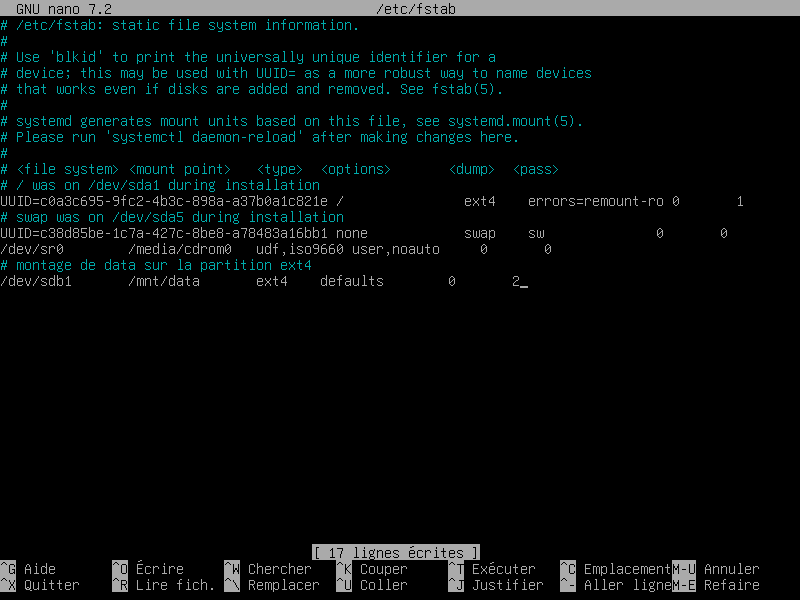 GNU nano 7.2 /etc/fstab
# /etc/fstab: static file system information.
#
# Use 'blkid' to print the universally unique identifier for a
# device; this may be used with UUID= as a more robust way to name devices
# that works even if disks are added and removed. See fstab(5).
#
# systemd generates mount units based on this file, see systemd.mount(5).
# Please run 'systemctl daemon-reload' after making changes here.
#
# <file system> <mount point>   <type>  <options>       <dump>  <pass>
# / was on /dev/sda1 during installation
UUID=c0a3c695-9fc2-4b3c-898a-a37b0a1c821e /               ext4    errors=remount-ro 0       1
# swap was on /dev/sda5 during installation
UUID=c38d85be-1c7a-427c-8be8-a78483a16bb1 none            swap    sw              0       0
/dev/sr0        /media/cdrom0   udf,iso9660 user,noauto     0       0
# montage de data sur la partition ext4
/dev/sdb1       /mnt/data       ext4    defaults        0       2_
[ 17 lignes écrites ]
^G Aide ^O Écrire ^W Chercher ^K Couper ^T Exécuter ^C Emplacement M-U Annuler
^X Quitter ^R Lire fich. ^\ Remplacer ^U Coller ^J Justifier ^- Aller ligne M-E Refaire